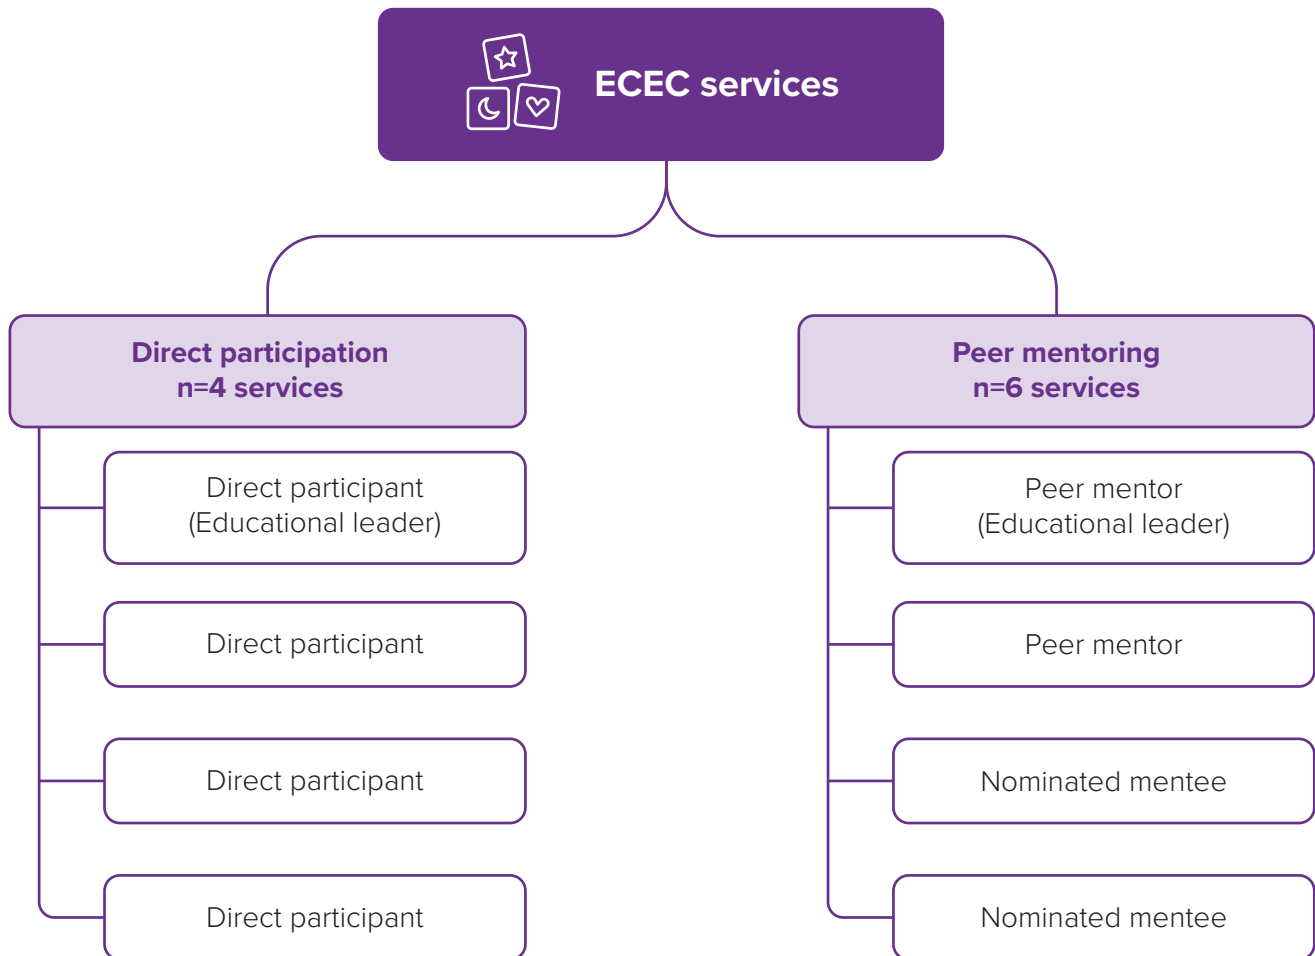 ECEC services
Direct participation
n=4 services
Direct participant
(Educational leader)
Direct participant
Direct participant
Direct participant
Peer mentoring
n=6 services
Peer mentor
(Educational leader)
Peer mentor
Nominated mentee
Nominated mentee